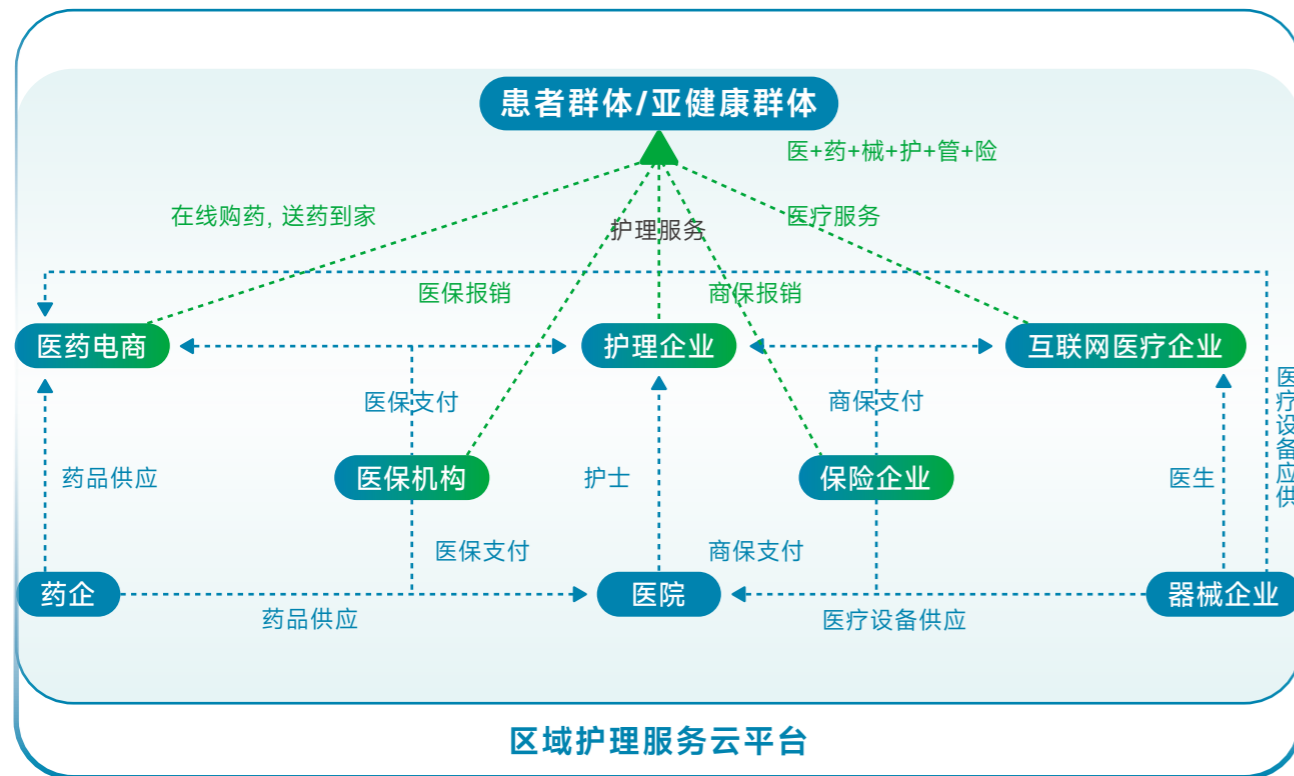 患者群体/亚健康群体
医+药+械+护+管+险
在线购药, 送药到家
护理服务
医疗服务
医保报销
商保报销
医药电商
护理企业
互联网医疗企业
医保支付
商保支付
医疗设备应供
药品供应
医保机构
护士
保险企业
医生
医保支付
商保支付
药企
医院
器械企业
药品供应
医疗设备供应
区域护理服务云平台